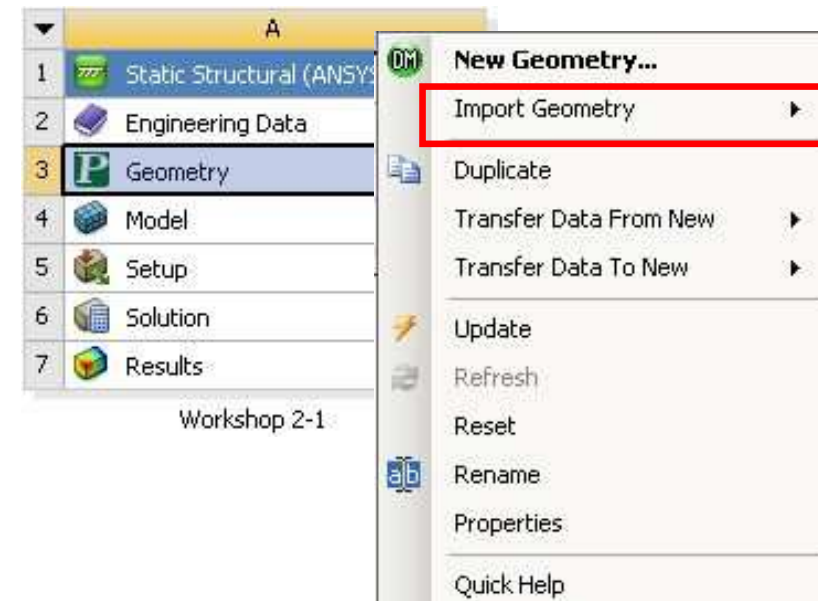 A
1 Static Structural (ANSYS
2 Engineering Data
3 Geometry
4 Model
5 Setup
6 Solution
7 Results
Workshop 2-1
New Geometry...
Import Geometry
Duplicate
Transfer Data From New
Transfer Data To New
Update
Refresh
Reset
Rename
Properties
Quick Help